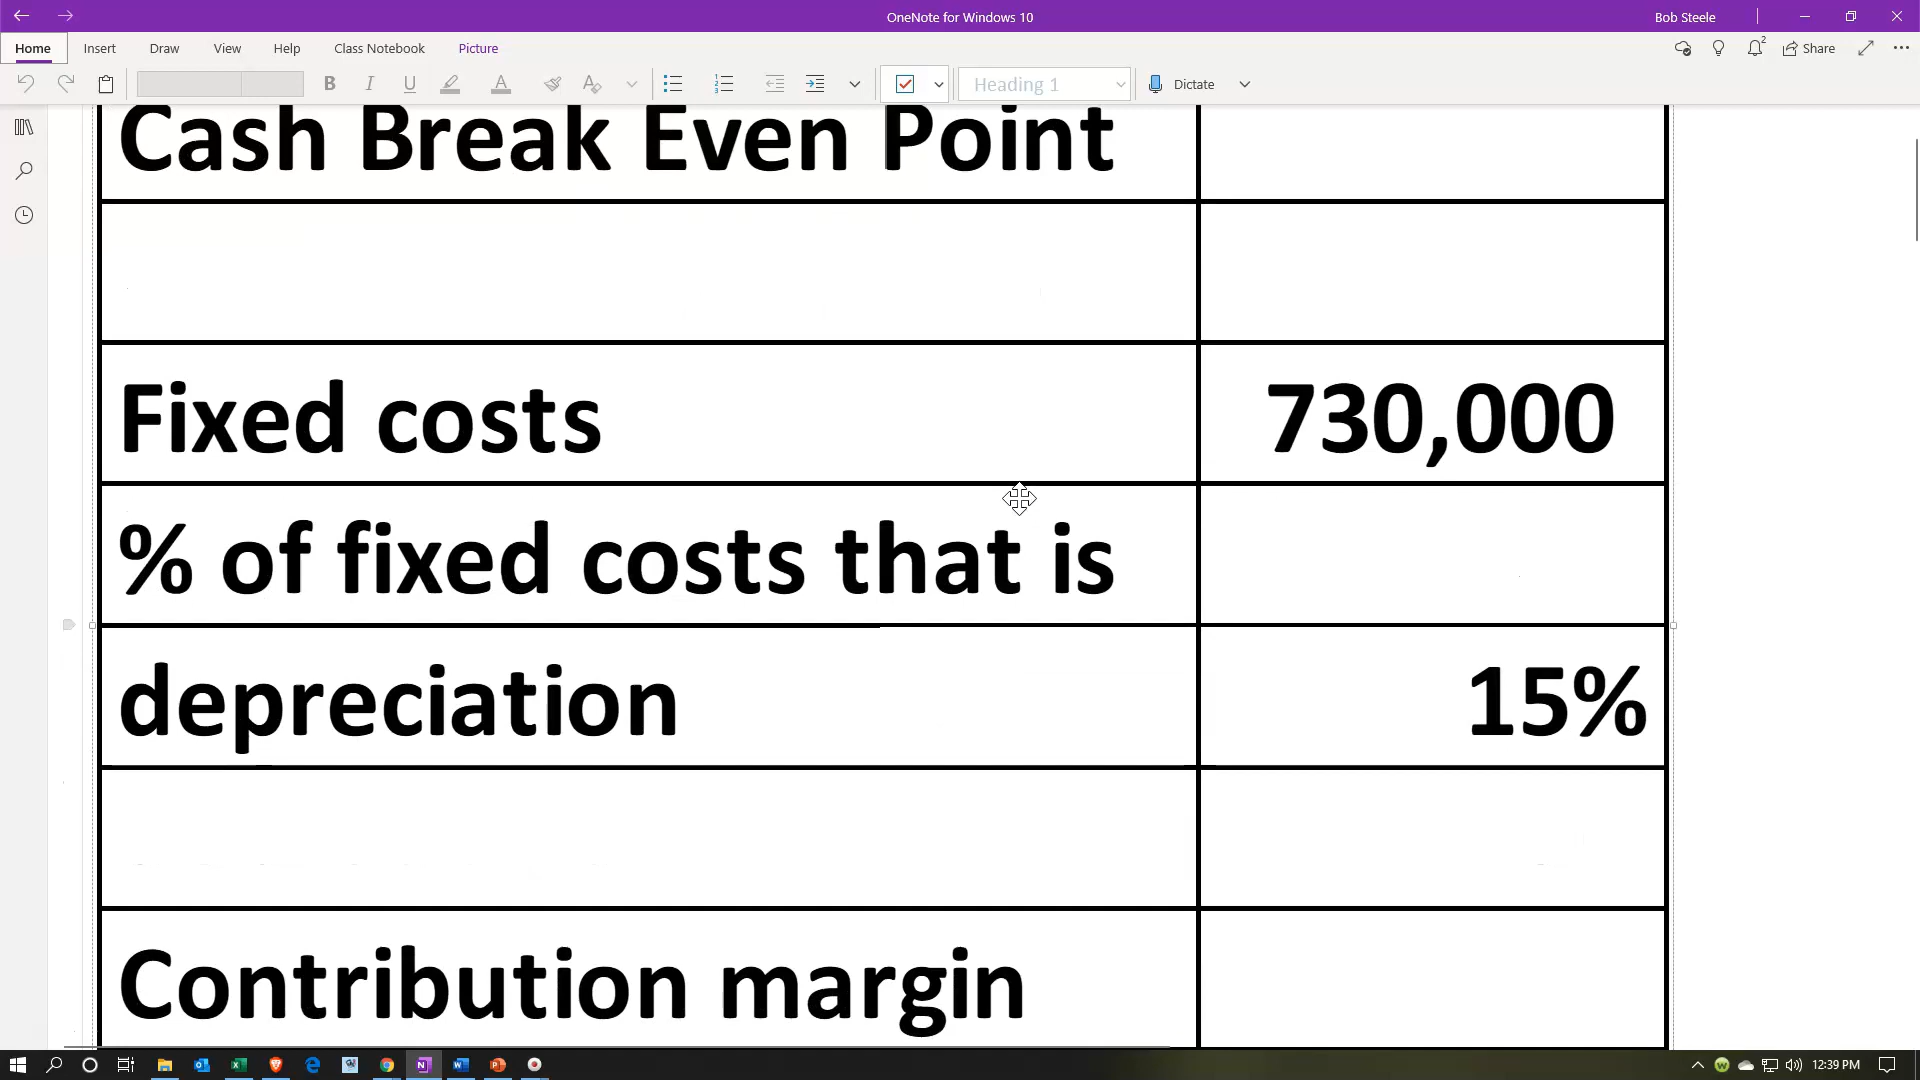 OneNote for Windows 10
Bob Steele
Home Insert Draw View Help Class Notebook Picture
2
Share
B I U A
Heading 1
Dictate
Cash Break Even Point
Fixed costs 730,000
% of fixed costs that is
depreciation 15%
Contribution margin
12:39 PM